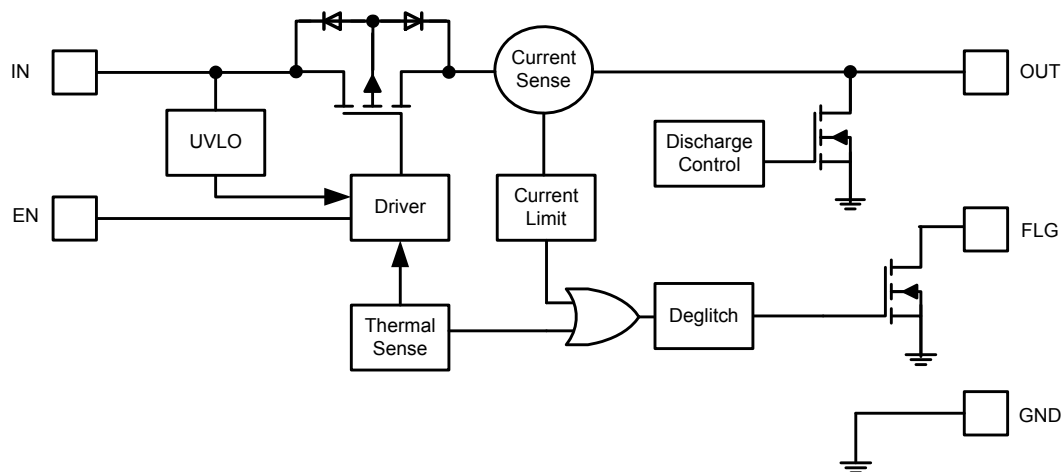 IN
Current
Sense
OUT
UVLO
Discharge
Control
EN
Driver
Current
Limit
FLG
Thermal
Sense
Deglitch
GND